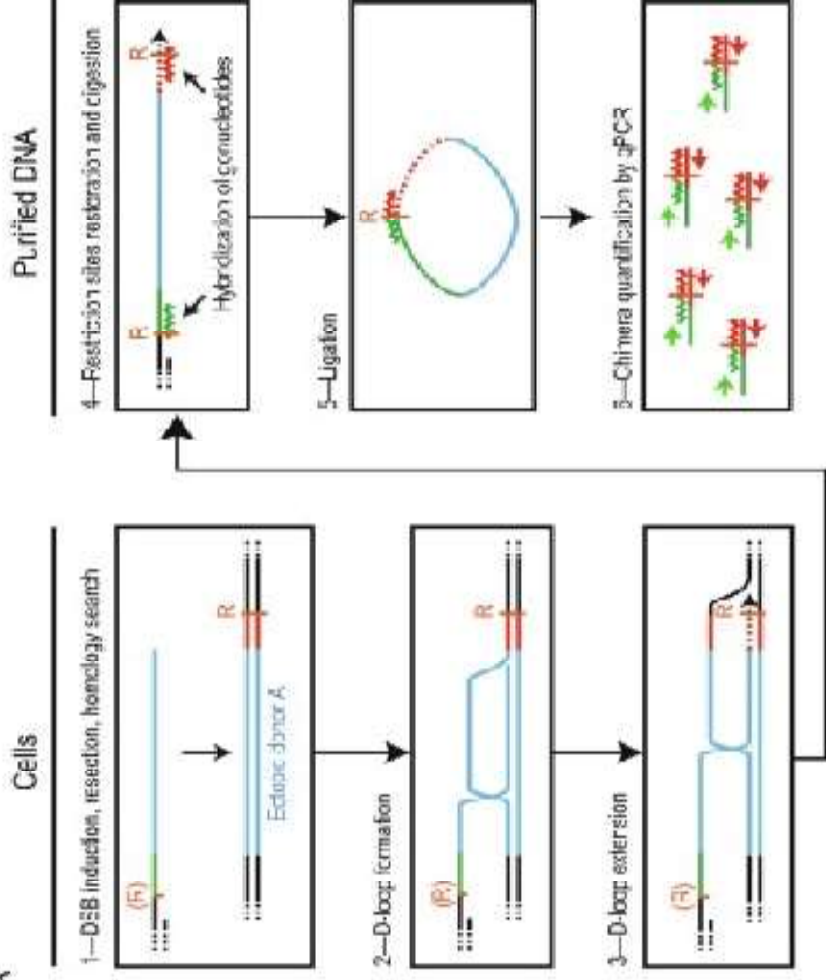 Cells
1—DSB induction, resection, homology search
(R)
R
Ectopic donor A
2—D-loop formation
(R)
R
3—D-loop extension
(R)
R
Purified DNA
4—Restriction sites restoration and digestion
R
R
Hybridization oligonucleotides
5—Ligation
R
6—Chimera quantification by qPCR